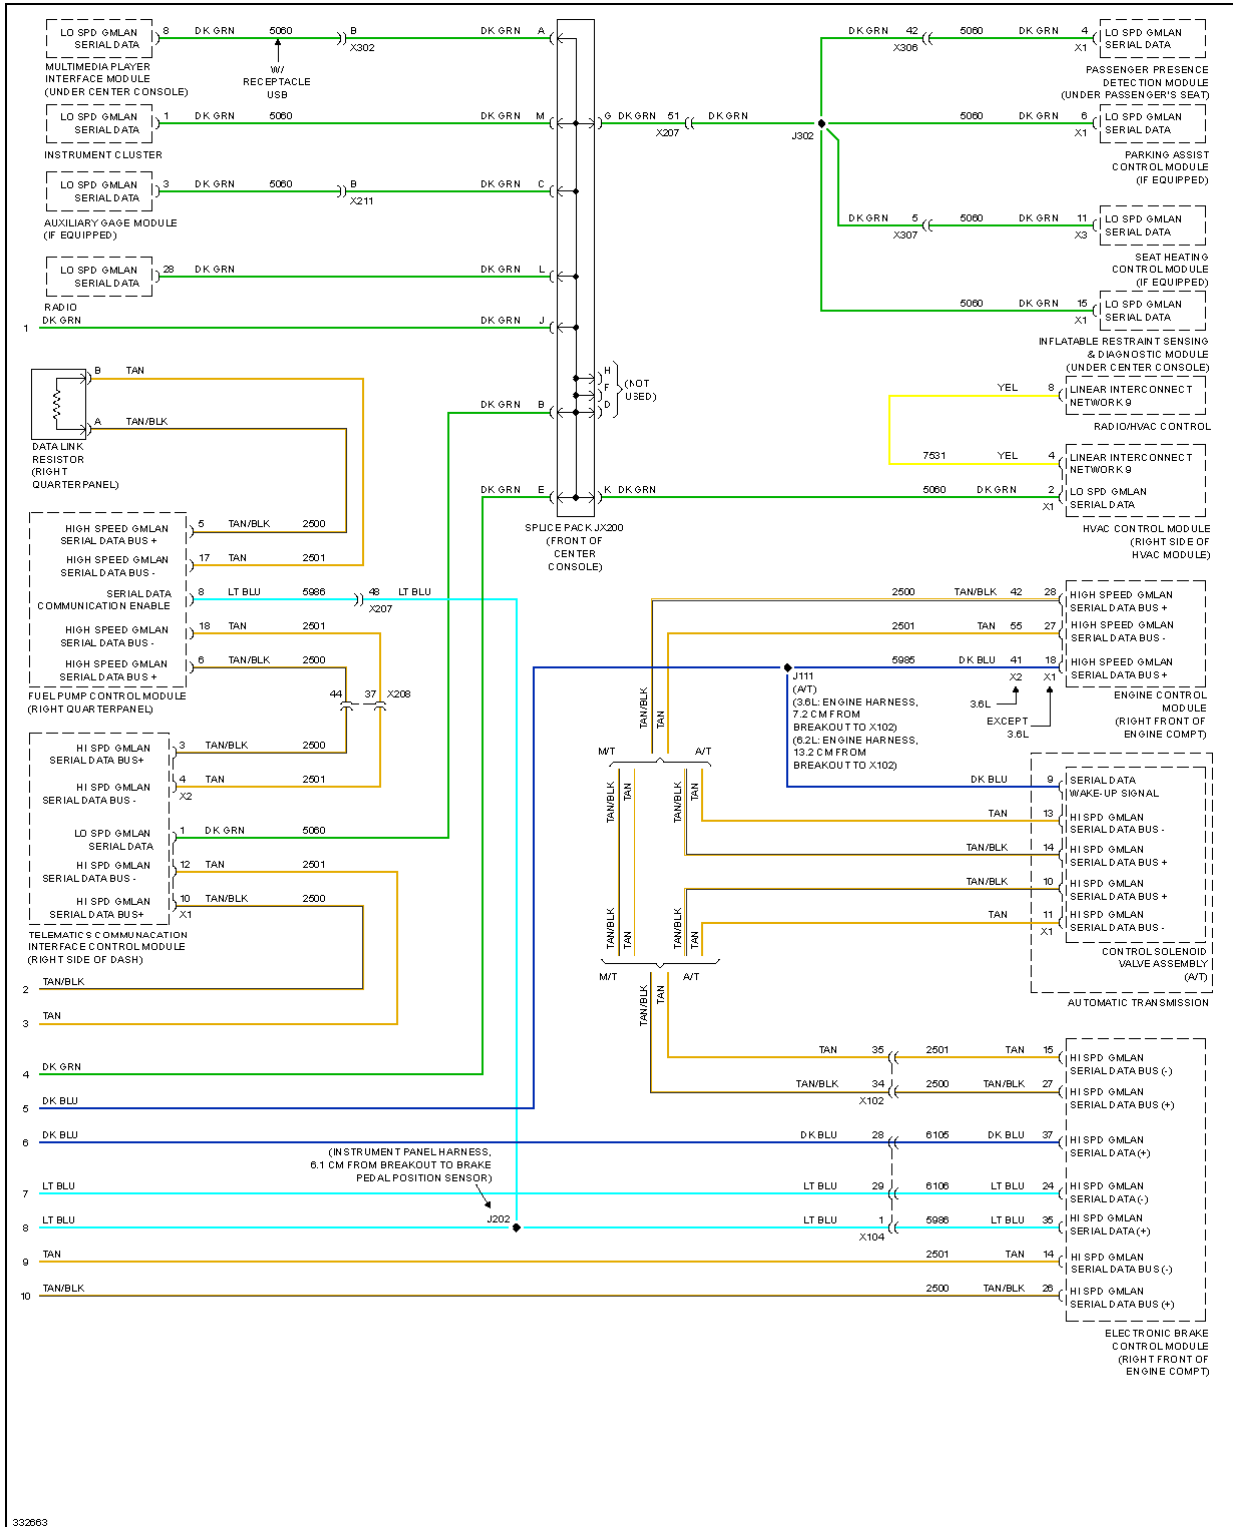 LO SPD GMLAN
SERIAL DATA
8 DK GRN 5060 B DK GRN A
X302
W/
RECEPTACLE
USB
MULTIMEDIA PLAYER
INTERFACE MODULE
(UNDER CENTER CONSOLE)
LO SPD GMLAN
SERIAL DATA
1 DK GRN 5060 DK GRN M
INSTRUMENT CLUSTER
LO SPD GMLAN
SERIAL DATA
3 DK GRN 5060 B DK GRN C
X211
AUXILIARY GAGE MODULE
(IF EQUIPPED)
LO SPD GMLAN
SERIAL DATA
28 DK GRN DK GRN L
RADIO
1 DK GRN DK GRN J
G DK GRN 51 DK GRN
X207
J302
DK GRN 42 5060 DK GRN 4
X306 X1
LO SPD GMLAN
SERIAL DATA
PASSENGER PRESENCE
DETECTION MODULE
(UNDER PASSENGER'S SEAT)
5060 DK GRN 6
X1
LO SPD GMLAN
SERIAL DATA
PARKING ASSIST
CONTROL MODULE
(IF EQUIPPED)
DK GRN 5 5060 DK GRN 11
X307 X3
LO SPD GMLAN
SERIAL DATA
SEAT HEATING
CONTROL MODULE
(IF EQUIPPED)
5060 DK GRN 15
X1
LO SPD GMLAN
SERIAL DATA
INFLATABLE RESTRAINT SENSING
& DIAGNOSTIC MODULE
(UNDER CENTER CONSOLE)
B TAN
A TAN/BLK
DATA LINK
RESISTOR
(RIGHT
QUARTERPANEL)
H
F
D
(NOT
USED)
DK GRN B
DK GRN E
K DK GRN 5060 DK GRN 2
X1
SPLICE PACK JX200
(FRONT OF
CENTER
CONSOLE)
YEL 8
LINEAR INTERCONNECT
NETWORK 9
RADIO/HVAC CONTROL
7531 YEL 4
LINEAR INTERCONNECT
NETWORK 9
LO SPD GMLAN
SERIAL DATA
HVAC CONTROL MODULE
(RIGHT SIDE OF
HVAC MODULE)
HIGH SPEED GMLAN
SERIAL DATA BUS +
5 TAN/BLK 2500
HIGH SPEED GMLAN
SERIAL DATA BUS -
17 TAN 2501
SERIAL DATA
COMMUNICATION ENABLE
8 LT BLU 5986 48 LT BLU
X207
HIGH SPEED GMLAN
SERIAL DATA BUS -
18 TAN 2501
HIGH SPEED GMLAN
SERIAL DATA BUS +
6 TAN/BLK 2500
FUEL PUMP CONTROL MODULE
(RIGHT QUARTERPANEL)
44 37 X208
HI SPD GMLAN
SERIAL DATA BUS+
3 TAN/BLK 2500
HI SPD GMLAN
SERIAL DATA BUS -
4 TAN 2501
X2
LO SPD GMLAN
SERIAL DATA
1 DK GRN 5060
HI SPD GMLAN
SERIAL DATA BUS -
12 TAN 2501
HI SPD GMLAN
SERIAL DATA BUS+
10 TAN/BLK 2500
X1
TELEMATICS COMMUNACATION
INTERFACE CONTROL MODULE
(RIGHT SIDE OF DASH)
2500 TAN/BLK 42 28
HIGH SPEED GMLAN
SERIAL DATA BUS +
2501 TAN 55 27
HIGH SPEED GMLAN
SERIAL DATA BUS -
5985 DK BLU 41 18
X2 X1
HIGH SPEED GMLAN
SERIAL DATA BUS +
3.6L
EXCEPT
3.6L
ENGINE CONTROL
MODULE
(RIGHT FRONT OF
ENGINE COMPT)
J111
(A/T)
(3.6L: ENGINE HARNESS,
7.2 CM FROM
BREAKOUT TO X102)
(6.2L: ENGINE HARNESS,
13.2 CM FROM
BREAKOUT TO X102)
TAN/BLK
TAN
M/T A/T
TAN/BLK
TAN
TAN/BLK
TAN
DK BLU 9
SERIAL DATA
WAKE-UP SIGNAL
TAN 13
HI SPD GMLAN
SERIAL DATA BUS -
TAN/BLK 14
HI SPD GMLAN
SERIAL DATA BUS +
TAN/BLK 10
HI SPD GMLAN
SERIAL DATA BUS +
TAN 11
X1
HI SPD GMLAN
SERIAL DATA BUS -
CONTROL SOLENOID
VALVE ASSEMBLY
(A/T)
AUTOMATIC TRANSMISSION
TAN/BLK
TAN
TAN/BLK
TAN
M/T A/T
TAN/BLK
TAN
2 TAN/BLK
3 TAN
4 DK GRN
5 DK BLU
TAN 35 2501 TAN 15
HI SPD GMLAN
SERIAL DATA BUS (-)
TAN/BLK 34 2500 TAN/BLK 27
X102
HI SPD GMLAN
SERIAL DATA BUS (+)
6 DK BLU DK BLU 28 6105 DK BLU 37
HI SPD GMLAN
SERIAL DATA (+)
(INSTRUMENT PANEL HARNESS,
6.1 CM FROM BREAKOUT TO BRAKE
PEDAL POSITION SENSOR)
7 LT BLU LT BLU 29 6106 LT BLU 24
HI SPD GMLAN
SERIAL DATA (-)
8 LT BLU J202 LT BLU 1 5986 LT BLU 35
X104
HI SPD GMLAN
SERIAL DATA (+)
9 TAN 2501 TAN 14
HI SPD GMLAN
SERIAL DATA BUS (-)
10 TAN/BLK 2500 TAN/BLK 26
HI SPD GMLAN
SERIAL DATA BUS (+)
ELECTRONIC BRAKE
CONTROL MODULE
(RIGHT FRONT OF
ENGINE COMPT)
332663